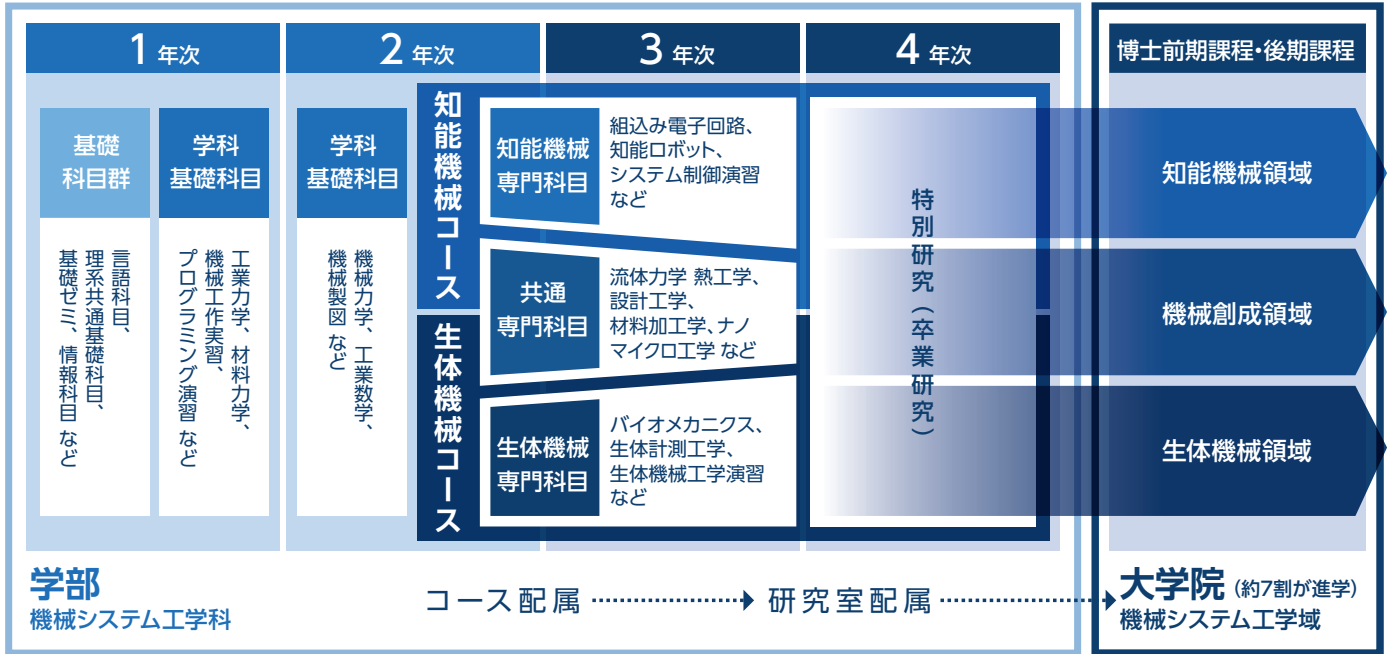 1 年次
2 年次
3 年次
4 年次
博士前期課程・後期課程
基礎
科目群
言語科目、
理系共通基礎科目、
基礎ゼミ、情報科目 など
学科
基礎科目
工業力学、材料力学、
機械工作実習、
プログラミング演習 など
学科
基礎科目
機械力学、工業数学、
機械製図 など
知能機械コース
生体機械コース
知能機械
専門科目
組込み電子回路、
知能ロボット、
システム制御演習
など
共通
専門科目
流体力学 熱工学、
設計工学、
材料加工学、ナノ
マイクロ工学 など
生体機械
専門科目
バイオメカニクス、
生体計測工学、
生体機械工学演習
など
特別研究(卒業研究)
知能機械領域
機械創成領域
生体機械領域
学部
機械システム工学科
コース配属
研究室配属
大学院 (約7割が進学)
機械システム工学域